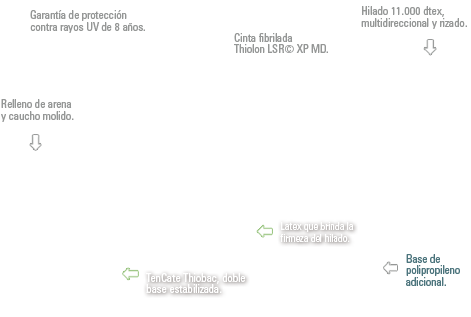 Garantía de protección
contra rayos UV de 8 años.
Cinta fibrilada
Thiolon LSR© XP MD.
Hilado 11.000 dtex,
multidireccional y rizado.
Relleno de arena
y caucho molido.
Látex que brinda la
firmeza del hilado.
TenCate Thiobac, doble
base estabilizada.
Base de
polipropileno
adicional.